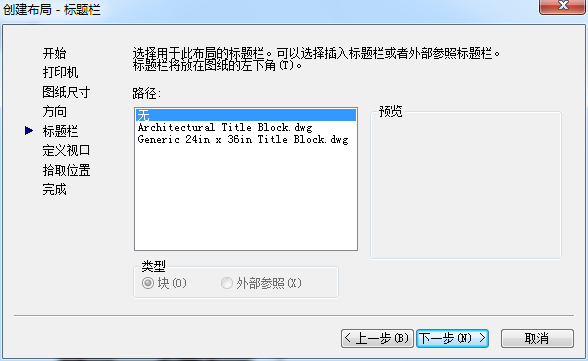 创建布局 - 标题栏
开始
打印机
图纸尺寸
方向
标题栏
定义视口
拾取位置
完成
选择用于此布局的标题栏。可以选择插入标题栏或者外部参照标题栏。
标题栏将放在图纸的左下角(T)。
路径:
无
Architectural Title Block.dwg
Generic 24in x 36in Title Block.dwg
预览
类型
块(O)
外部参照(X)
< 上一步(B)
下一步(N) >
取消